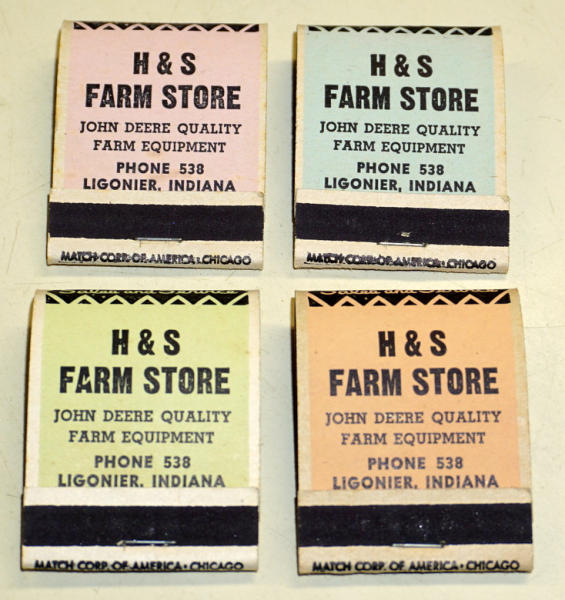 H & S
FARM STORE
JOHN DEERE QUALITY
FARM EQUIPMENT
PHONE 538
LIGONIER, INDIANA
MATCH CORP. OF AMERICA · CHICAGO
H & S
FARM STORE
JOHN DEERE QUALITY
FARM EQUIPMENT
PHONE 538
LIGONIER, INDIANA
MATCH CORP. OF AMERICA · CHICAGO
H & S
FARM STORE
JOHN DEERE QUALITY
FARM EQUIPMENT
PHONE 538
LIGONIER, INDIANA
MATCH CORP. OF AMERICA · CHICAGO
H & S
FARM STORE
JOHN DEERE QUALITY
FARM EQUIPMENT
PHONE 538
LIGONIER, INDIANA
MATCH CORP. OF AMERICA · CHICAGO